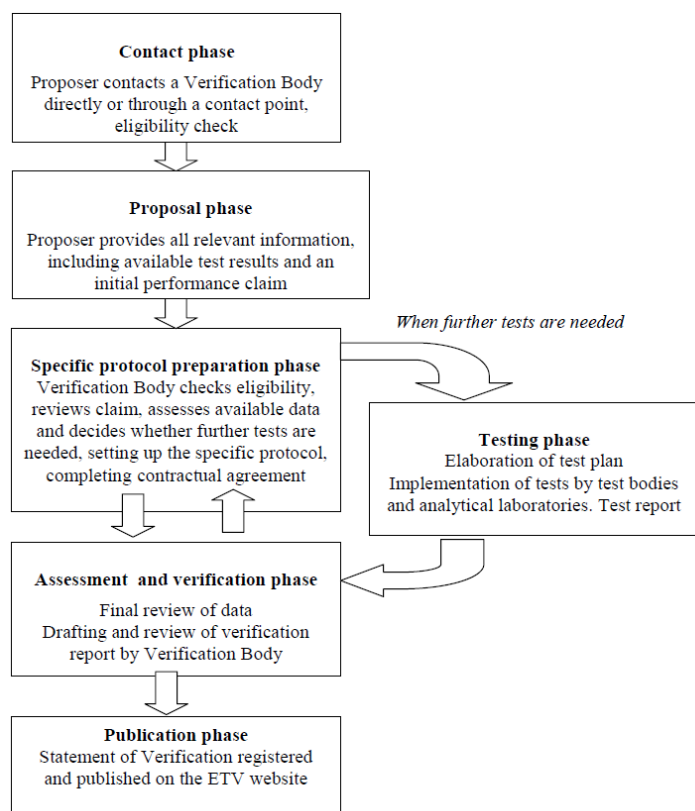 Contact phase
Proposer contacts a Verification Body
directly or through a contact point,
eligibility check
Proposal phase
Proposer provides all relevant information,
including available test results and an
initial performance claim
When further tests are needed
Specific protocol preparation phase
Verification Body checks eligibility,
reviews claim, assesses available data
and decides whether further tests are
needed, setting up the specific protocol,
completing contractual agreement
Testing phase
Elaboration of test plan
Implementation of tests by test bodies
and analytical laboratories. Test report
Assessment and verification phase
Final review of data
Drafting and review of verification
report by Verification Body
Publication phase
Statement of Verification registered
and published on the ETV website